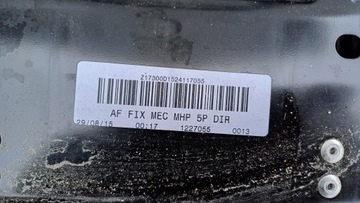 Z17300D1524117055
AF FIX MEC MHP 5P DIR
29/08/15 00:17 1227055 0013